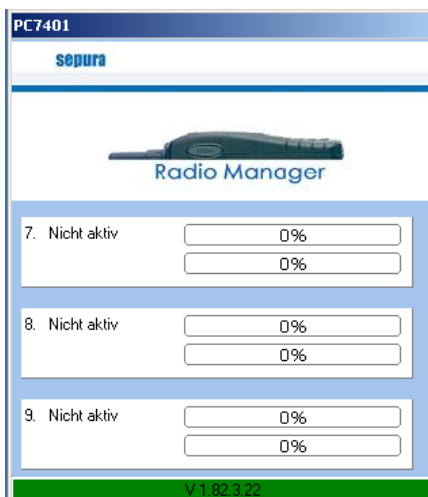 PC7401
sepura
Radio Manager
7. Nicht aktiv 0%
0%
8. Nicht aktiv 0%
0%
9. Nicht aktiv 0%
0%
V 1.82.3.22